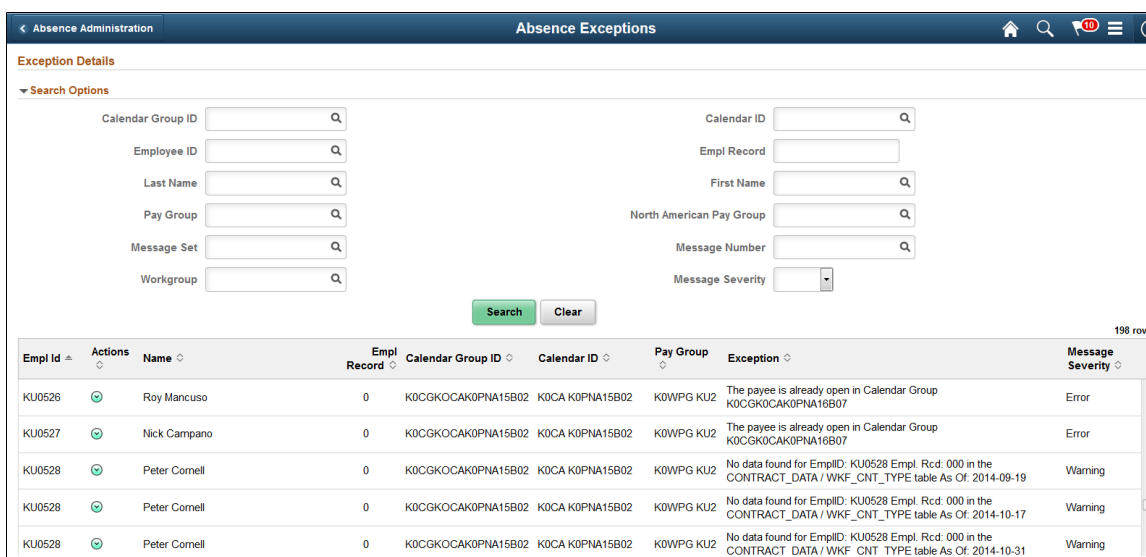 Absence Administration
Absence Exceptions
10
Exception Details
Search Options
Calendar Group ID
Calendar ID
Employee ID
Empl Record
Last Name
First Name
Pay Group
North American Pay Group
Message Set
Message Number
Workgroup
Message Severity
Search Clear
198 row
Empl Id Actions Name Empl Record Calendar Group ID Calendar ID Pay Group Exception Message Severity
KU0526 Roy Mancuso 0 K0CGKOCAK0PNA15B02 K0CA K0PNA15B02 K0WPG KU2 The payee is already open in Calendar Group
K0CGK0CAK0PNA16B07 Error
KU0527 Nick Campano 0 K0CGKOCAK0PNA15B02 K0CA K0PNA15B02 K0WPG KU2 The payee is already open in Calendar Group
K0CGK0CAK0PNA16B07 Error
KU0528 Peter Cornell 0 K0CGKOCAK0PNA15B02 K0CA K0PNA15B02 K0WPG KU2 No data found for EmplID: KU0528 Empl. Rcd: 000 in the
CONTRACT_DATA / WKF_CNT_TYPE table As Of: 2014-09-19 Warning
KU0528 Peter Cornell 0 K0CGKOCAK0PNA15B02 K0CA K0PNA15B02 K0WPG KU2 No data found for EmplID: KU0528 Empl. Rcd: 000 in the
CONTRACT_DATA / WKF_CNT_TYPE table As Of: 2014-10-17 Warning
KU0528 Peter Cornell 0 K0CGKOCAK0PNA15B02 K0CA K0PNA15B02 K0WPG KU2 No data found for EmplID: KU0528 Empl. Rcd: 000 in the
CONTRACT_DATA / WKF_CNT_TYPE table As Of: 2014-10-31 Warning